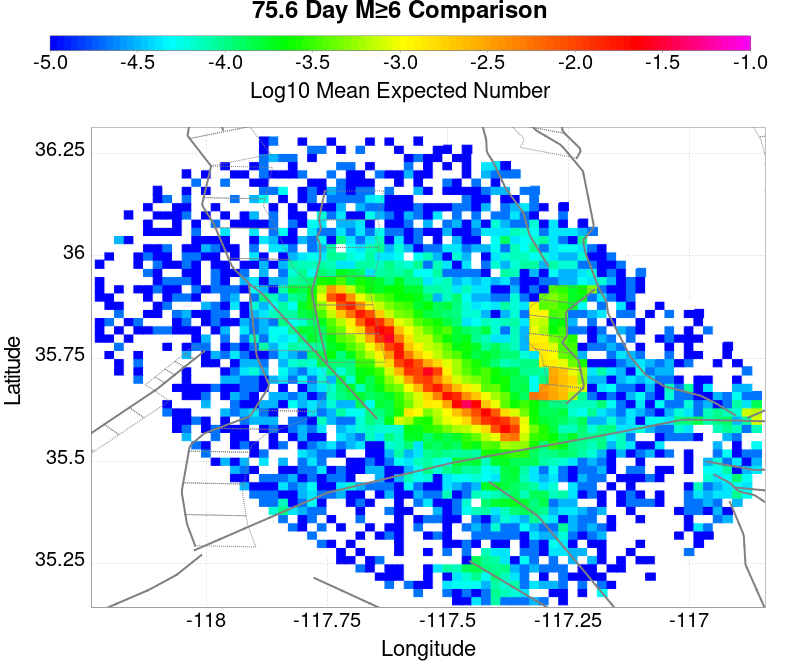 75.6 Day M≥6 Comparison
-5.0 -4.5 -4.0 -3.5 -3.0 -2.5 -2.0 -1.5 -1.0
Log10 Mean Expected Number
36.25
36
35.75
35.5
35.25
Latitude
-118 -117.75 -117.5 -117.25 -117
Longitude